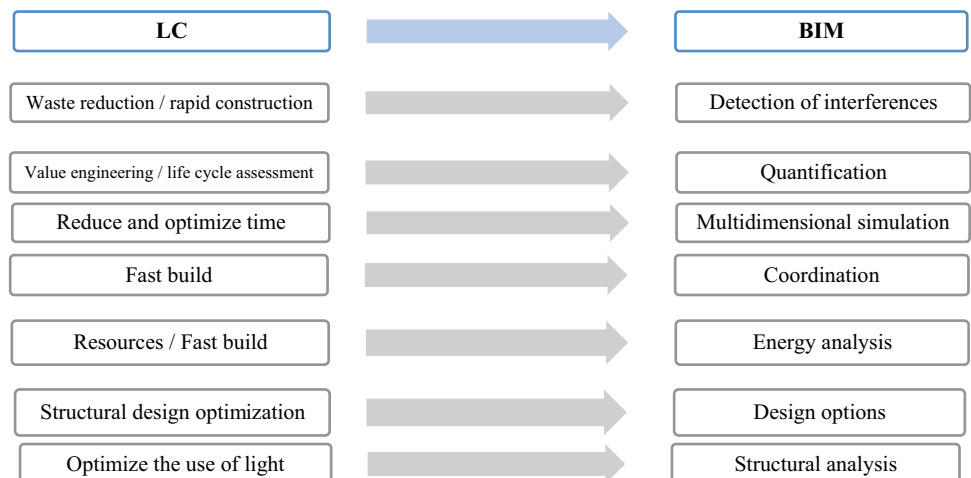 LC
BIM
Waste reduction / rapid construction
Detection of interferences
Value engineering / life cycle assessment
Quantification
Reduce and optimize time
Multidimensional simulation
Fast build
Coordination
Resources / Fast build
Energy analysis
Structural design optimization
Design options
Optimize the use of light
Structural analysis